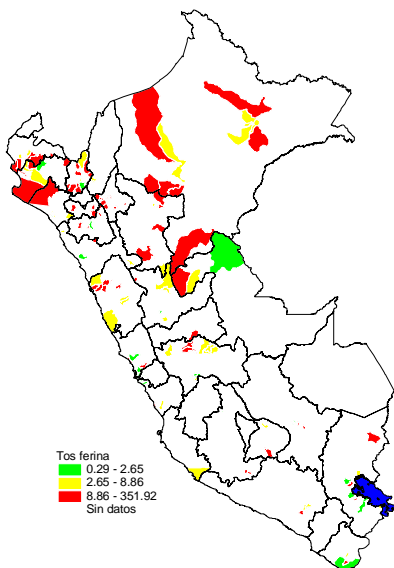 Tos ferina
0.29 - 2.65
2.65 - 8.86
8.86 - 351.92
Sin datos